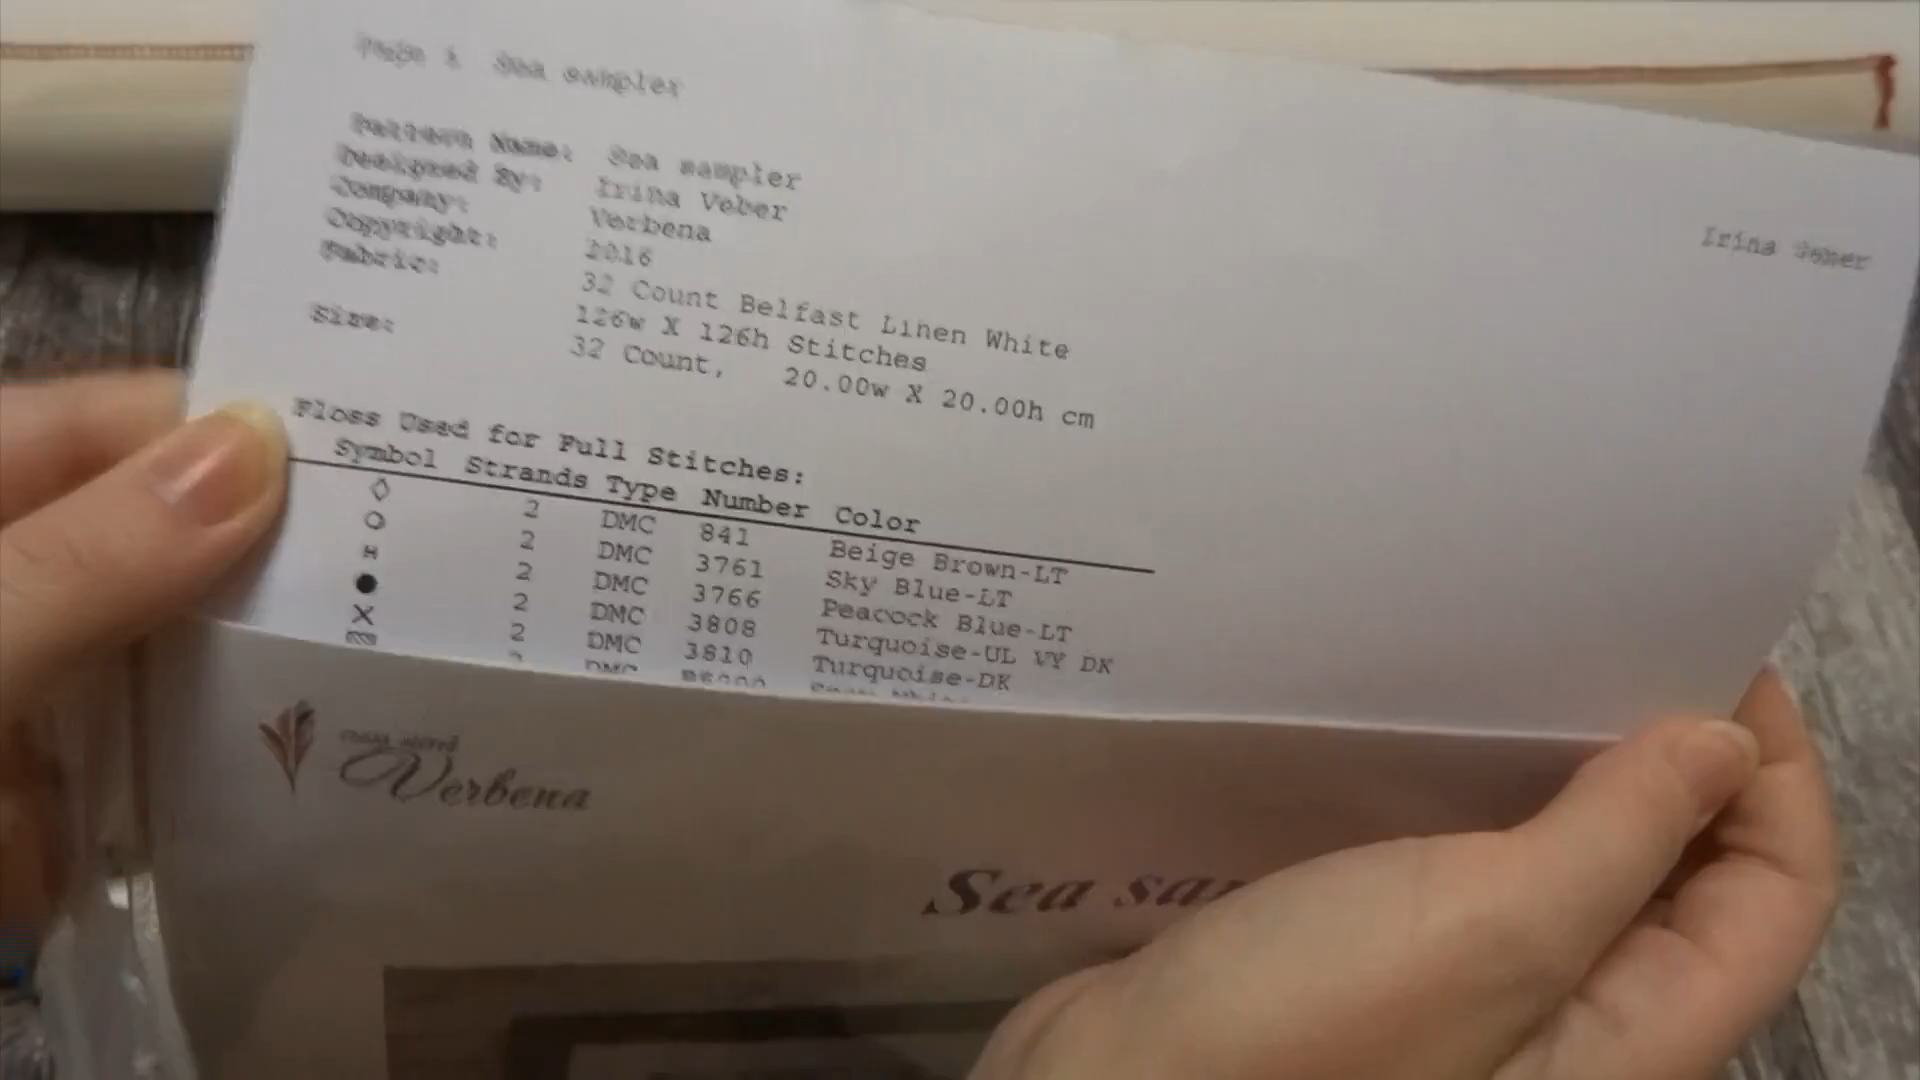 Page 1 Sea sampler
Irina
Pattern Name: Sea sampler
Designed By: Irina Veber
Company: Verbena
Copyright: 2016
Fabric: 32 Count Belfast Linen White
126w X 126h Stitches
Size: 32 Count, 20.00w X 20.00h cm
Floss Used for Full Stitches:
Symbol Strands Type Number Color
◇ 2 DMC 841 Beige Brown-LT
○ 2 DMC 3761 Sky Blue-LT
H 2 DMC 3766 Peacock Blue-LT
● 2 DMC 3808 Turquoise-UL VY DK
X 2 DMC 3810 Turquoise-DK
2 DMC
Verbena
Sea sa